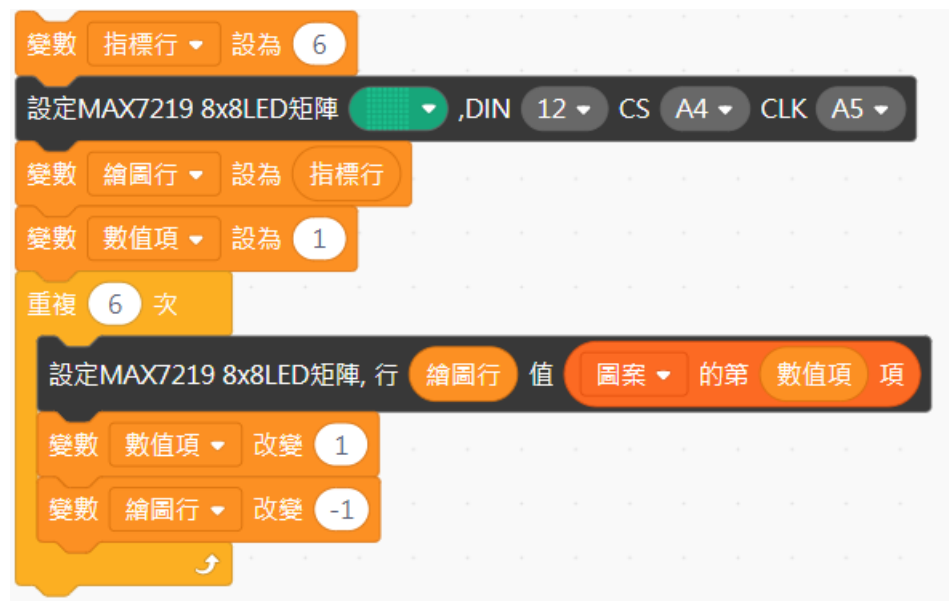 變數 指標行 設為 6
設定MAX7219 8x8LED矩陣 ,DIN 12 CS A4 CLK A5
變數 繪圖行 設為 指標行
變數 數值項 設為 1
重複 6 次
設定MAX7219 8x8LED矩陣, 行 繪圖行 值 圖案 的第 數值項 項
變數 數值項 改變 1
變數 繪圖行 改變 -1